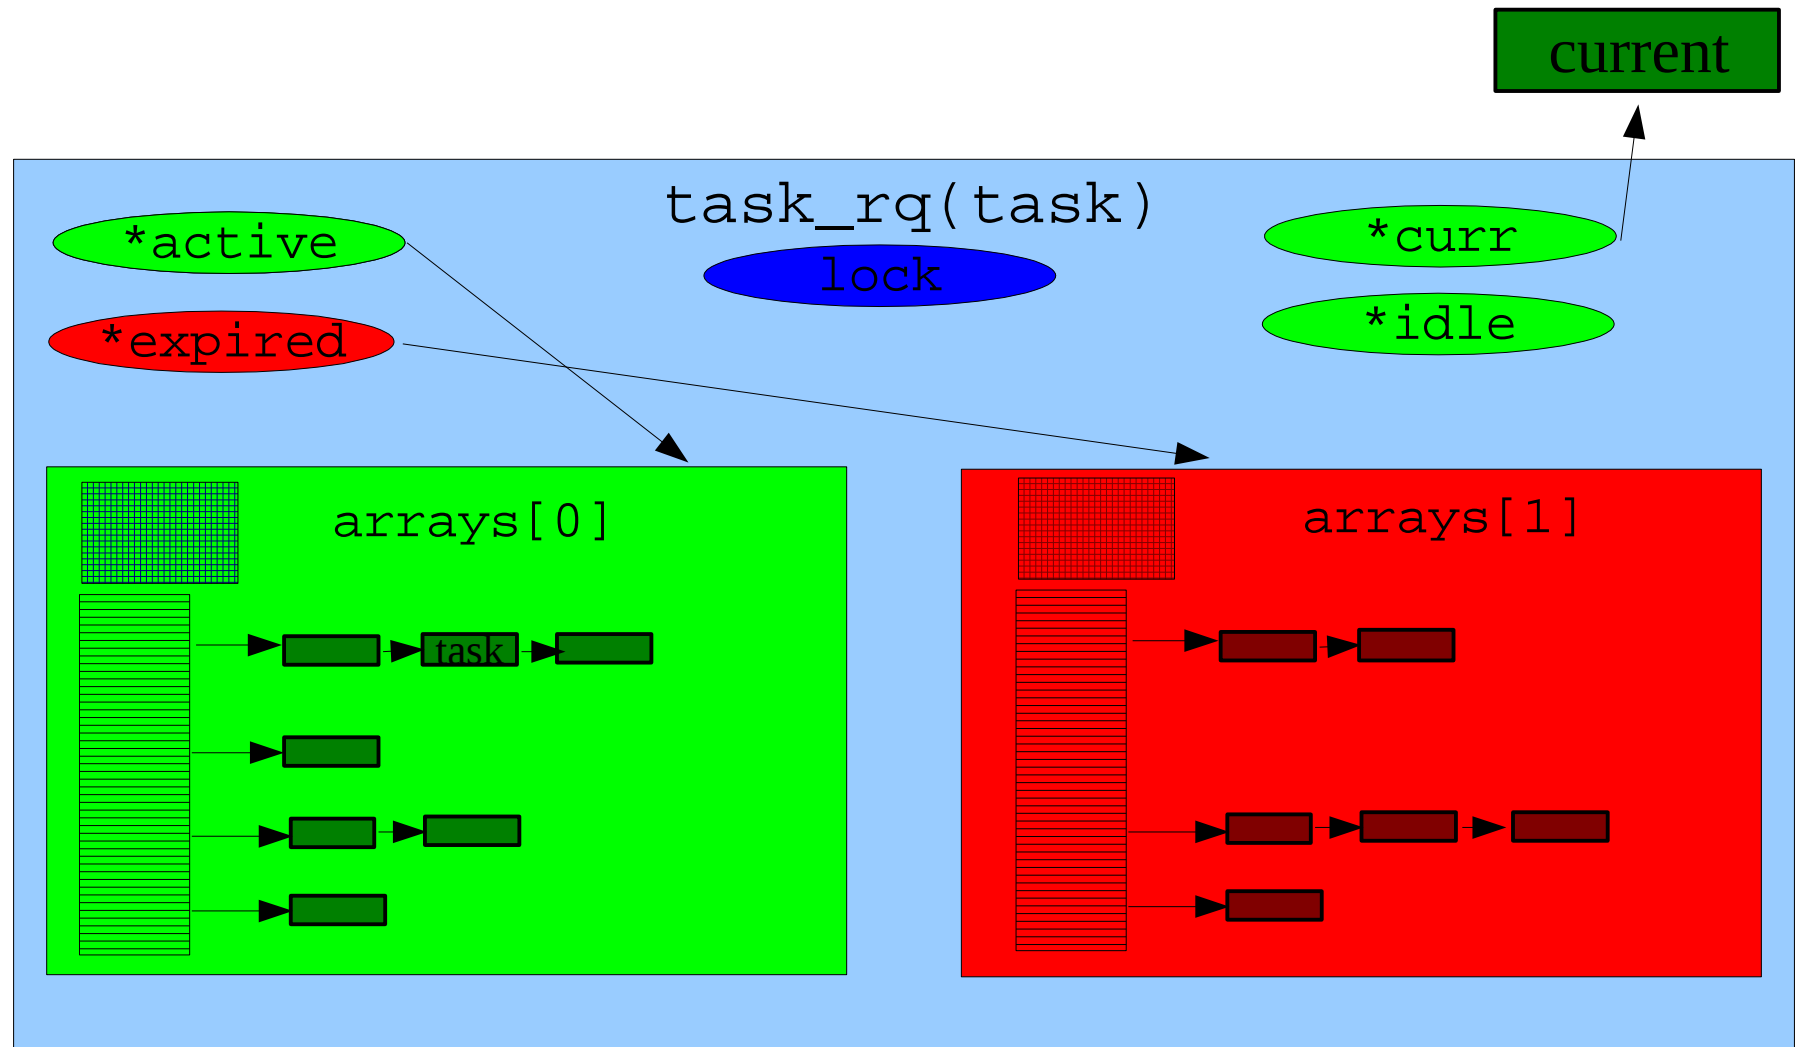 current
task_rq(task)
*active
lock
*curr
*expired
*idle
arrays[0]
arrays[1]
task